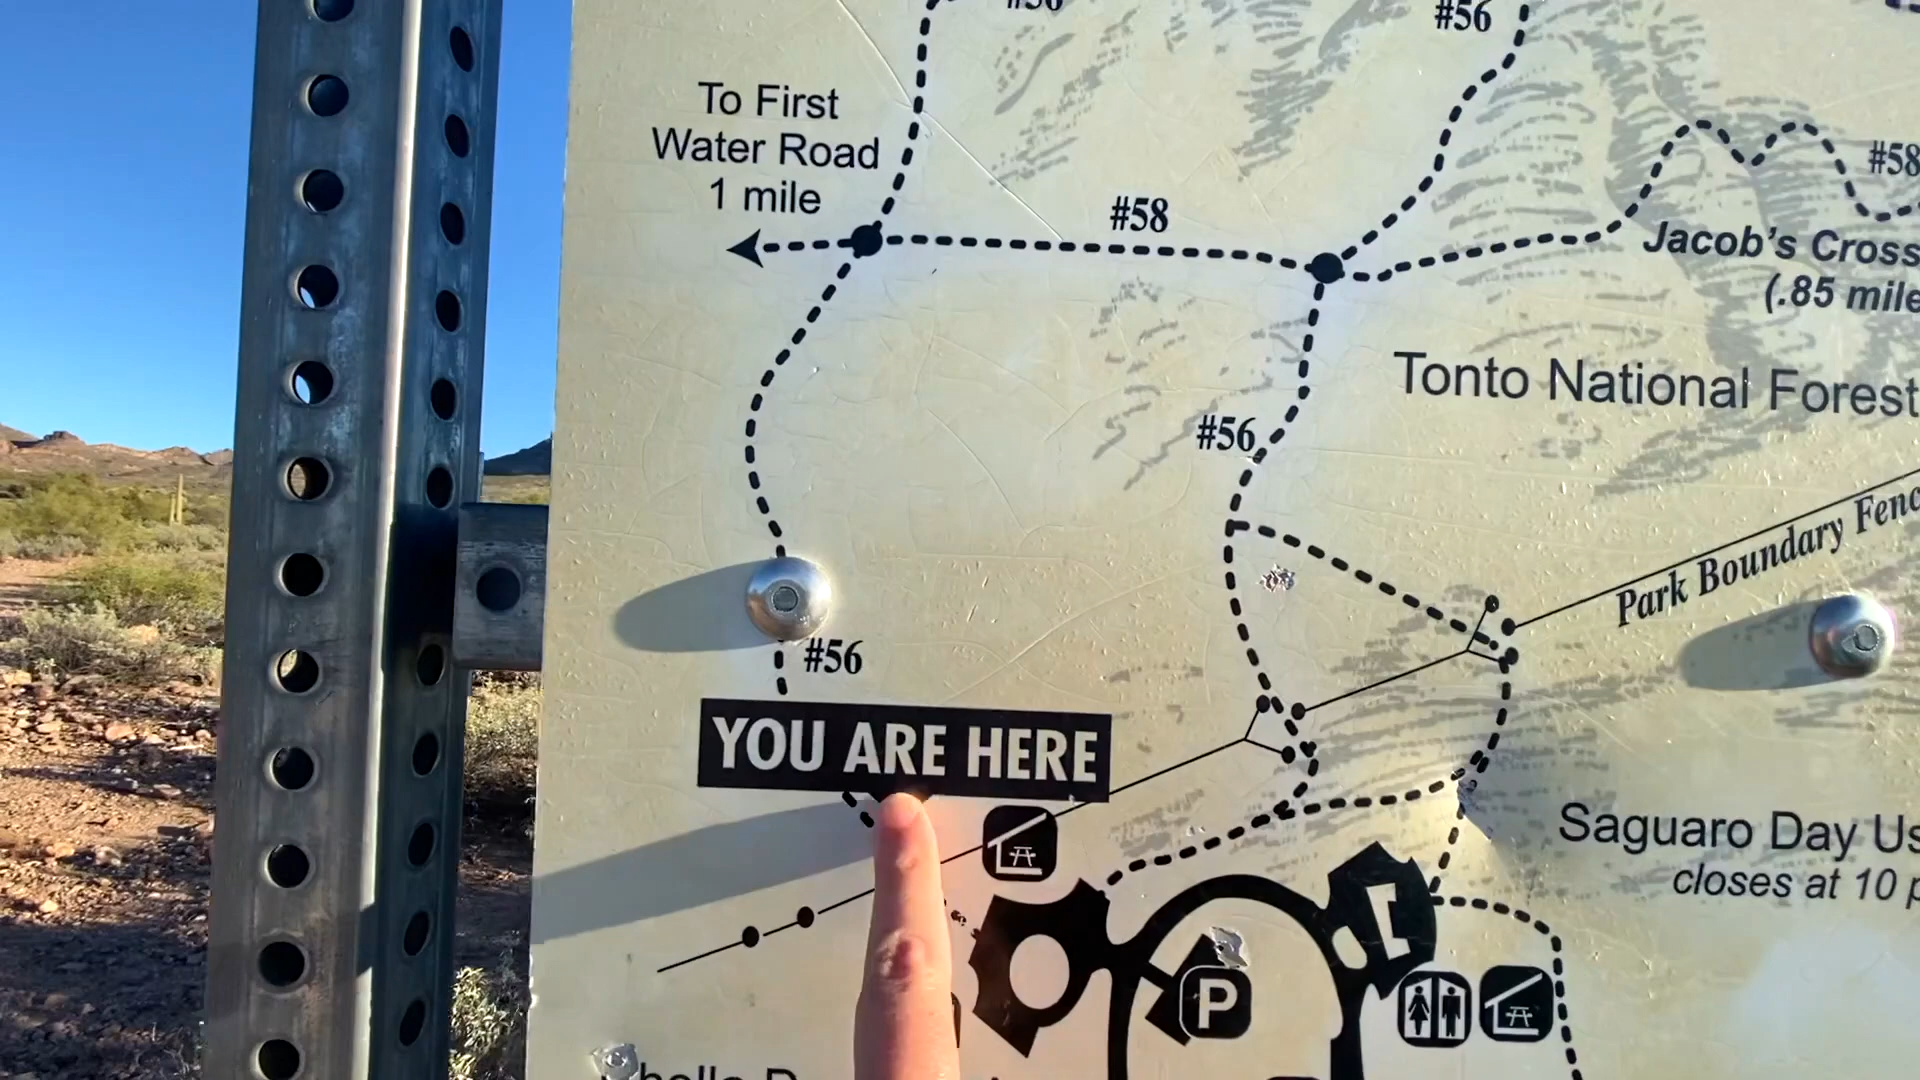 #56
#56
To First
Water Road
1 mile
#58
#58
Jacob's Cross
(.85 mile
Tonto National Forest
#56
Park Boundary Fenc
#56
YOU ARE HERE
Saguaro Day Us
closes at 10 p
P